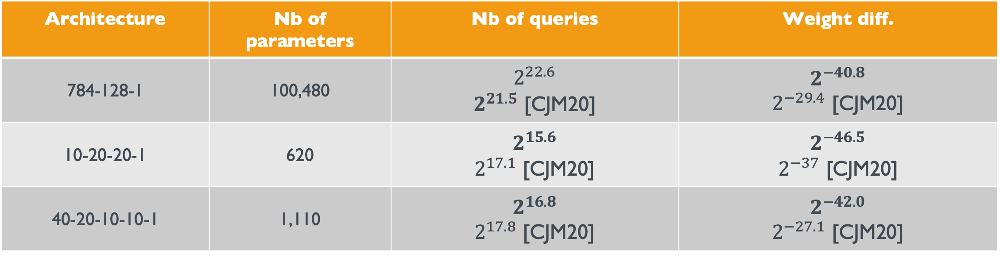 Architecture
Nb of
parameters
Nb of queries
Weight diff.
784-128-1
100,480
2^22.6
2^21.5 [CJM20]
2^−40.8
2^−29.4 [CJM20]
10-20-20-1
620
2^15.6
2^17.1 [CJM20]
2^−46.5
2^−37 [CJM20]
40-20-10-10-1
1,110
2^16.8
2^17.8 [CJM20]
2^−42.0
2^−27.1 [CJM20]